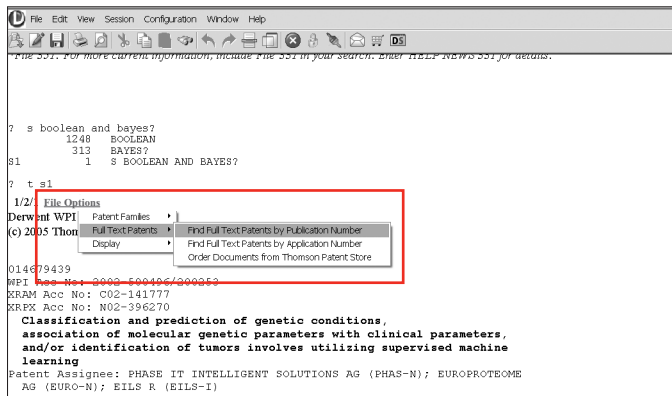 File Edit View Session Configuration Window Help
DS
*File 351: For more current information, include File 331 in your search. Enter HELP NEWS 331 for details.
? s boolean and bayes?
1248 BOOLEAN
313 BAYES?
S1 1 S BOOLEAN AND BAYES?
? t s1
1/2/ File Options
Derwent WPI Patent Families
(c) 2005 Thom Full Text Patents Find Full Text Patents by Publication Number
Display Find Full Text Patents by Application Number
Order Documents from Thomson Patent Store
014679439
WPI Acc No: 2002-500496/200253
XRAM Acc No: C02-141777
XRPX Acc No: N02-396270
Classification and prediction of genetic conditions,
association of molecular genetic parameters with clinical parameters,
and/or identification of tumors involves utilizing supervised machine
learning
Patent Assignee: PHASE IT INTELLIGENT SOLUTIONS AG (PHAS-N); EUROPROTEOME
AG (EURO-N); EILS R (EILS-I)